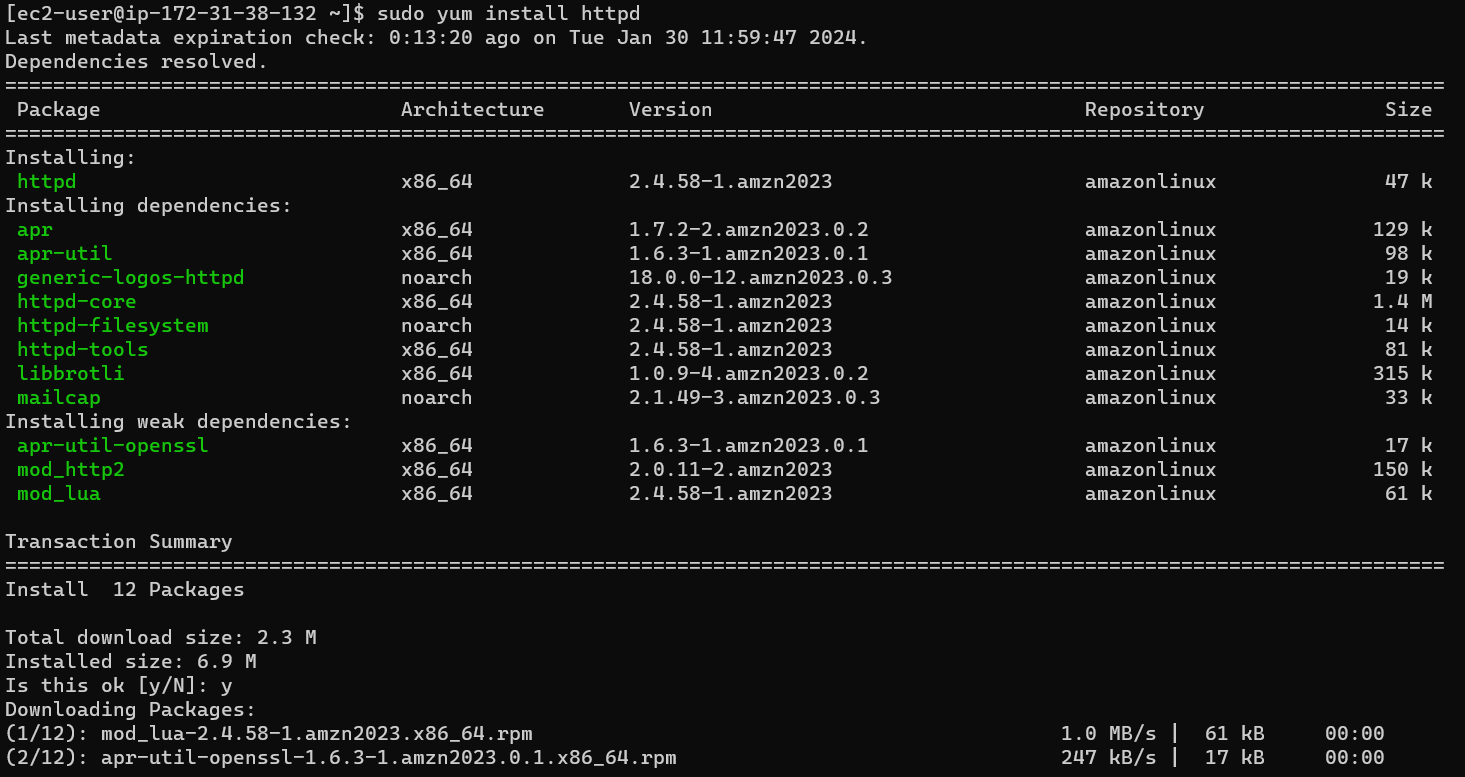 [ec2-user@ip-172-31-38-132 ~]$ sudo yum install httpd
Last metadata expiration check: 0:13:20 ago on Tue Jan 30 11:59:47 2024.
Dependencies resolved.
========================================================================================================================
 Package                        Architecture       Version                               Repository               Size
========================================================================================================================
Installing:
 httpd                          x86_64             2.4.58-1.amzn2023                     amazonlinux              47 k
Installing dependencies:
 apr                            x86_64             1.7.2-2.amzn2023.0.2                  amazonlinux             129 k
 apr-util                       x86_64             1.6.3-1.amzn2023.0.1                  amazonlinux              98 k
 generic-logos-httpd            noarch             18.0.0-12.amzn2023.0.3                amazonlinux              19 k
 httpd-core                     x86_64             2.4.58-1.amzn2023                     amazonlinux             1.4 M
 httpd-filesystem               noarch             2.4.58-1.amzn2023                     amazonlinux              14 k
 httpd-tools                    x86_64             2.4.58-1.amzn2023                     amazonlinux              81 k
 libbrotli                      x86_64             1.0.9-4.amzn2023.0.2                  amazonlinux             315 k
 mailcap                        noarch             2.1.49-3.amzn2023.0.3                 amazonlinux              33 k
Installing weak dependencies:
 apr-util-openssl               x86_64             1.6.3-1.amzn2023.0.1                  amazonlinux              17 k
 mod_http2                      x86_64             2.0.11-2.amzn2023                     amazonlinux             150 k
 mod_lua                        x86_64             2.4.58-1.amzn2023                     amazonlinux              61 k

Transaction Summary
========================================================================================================================
Install  12 Packages

Total download size: 2.3 M
Installed size: 6.9 M
Is this ok [y/N]: y
Downloading Packages:
(1/12): mod_lua-2.4.58-1.amzn2023.x86_64.rpm                                            1.0 MB/s |  61 kB     00:00
(2/12): apr-util-openssl-1.6.3-1.amzn2023.0.1.x86_64.rpm                                247 kB/s |  17 kB     00:00